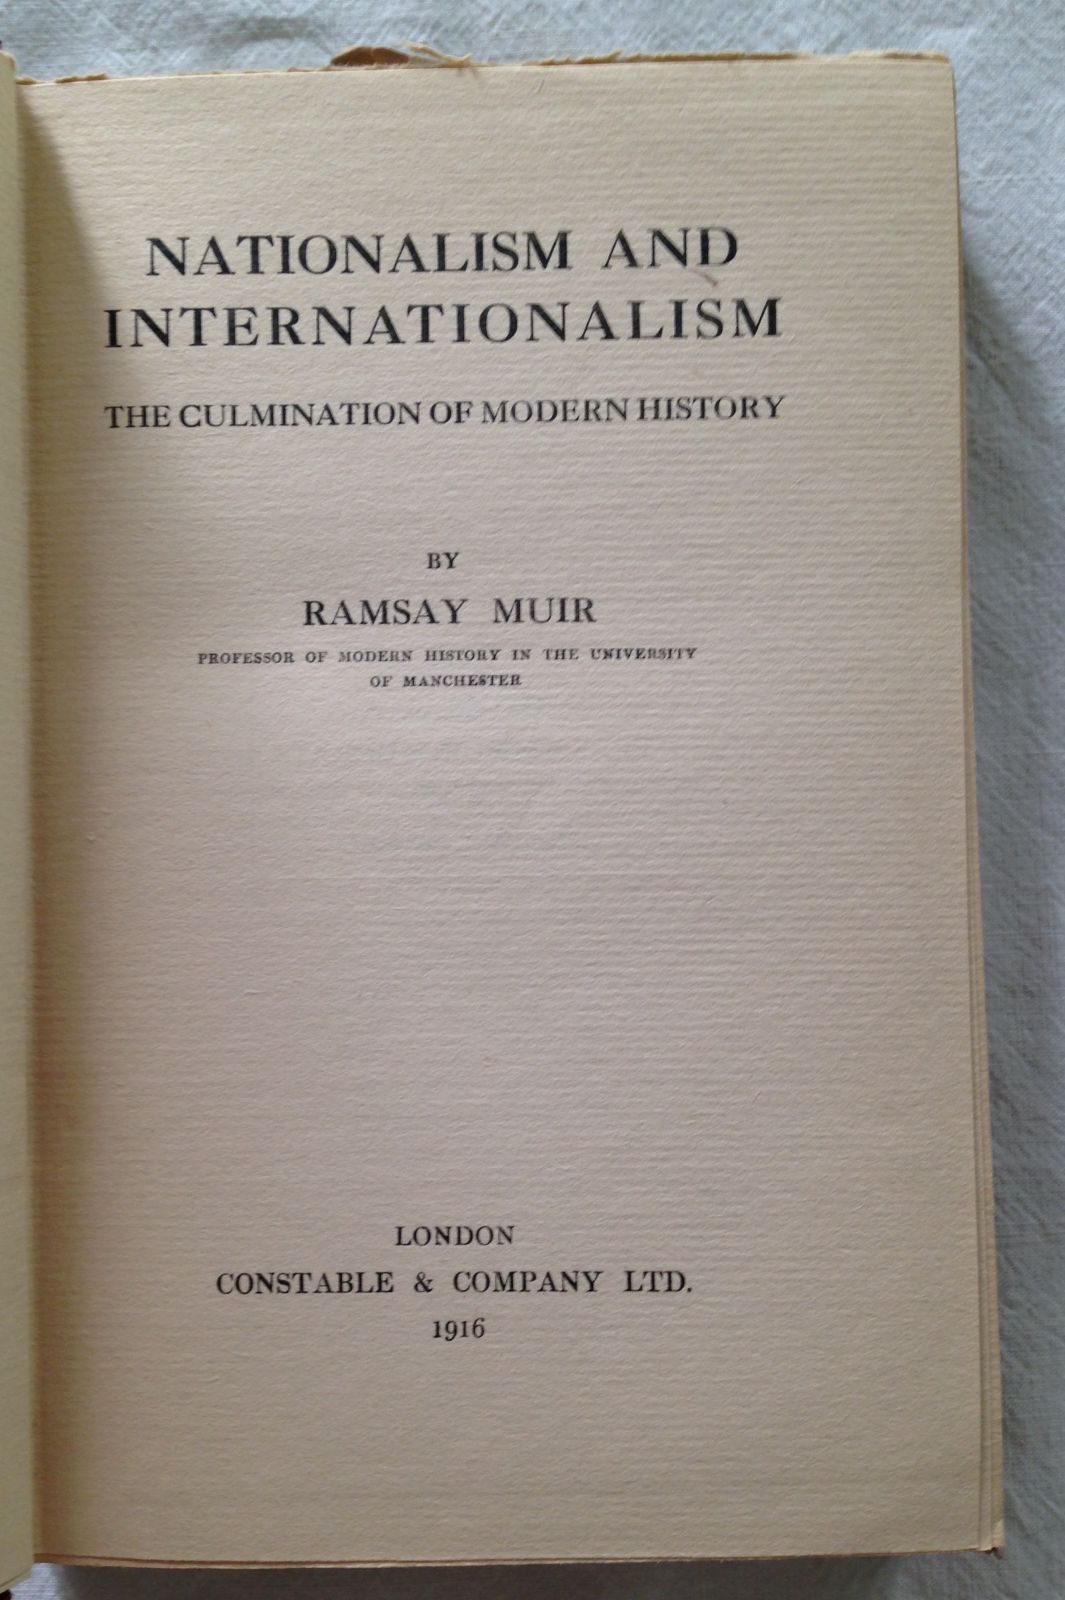 NATIONALISM AND
INTERNATIONALISM
THE CULMINATION OF MODERN HISTORY
BY
RAMSAY MUIR
PROFESSOR OF MODERN HISTORY IN THE UNIVERSITY
OF MANCHESTER
LONDON
CONSTABLE & COMPANY LTD.
1916